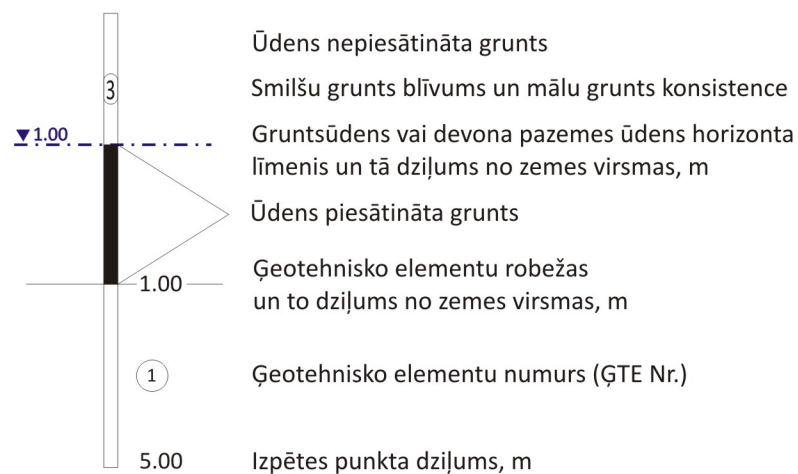 Ūdens nepiesātināta grunts
3 Smilšu grunts blīvums un mālu grunts konsistence
▼1.00 Gruntsūdens vai devona pazemes ūdens horizonta
līmenis un tā dziļums no zemes virsmas, m
Ūdens piesātināta grunts
1.00 Ģeotehnisko elementu robežas
un to dziļums no zemes virsmas, m
1 Ģeotehnisko elementu numurs (ĢTE Nr.)
5.00 Izpētes punkta dziļums, m